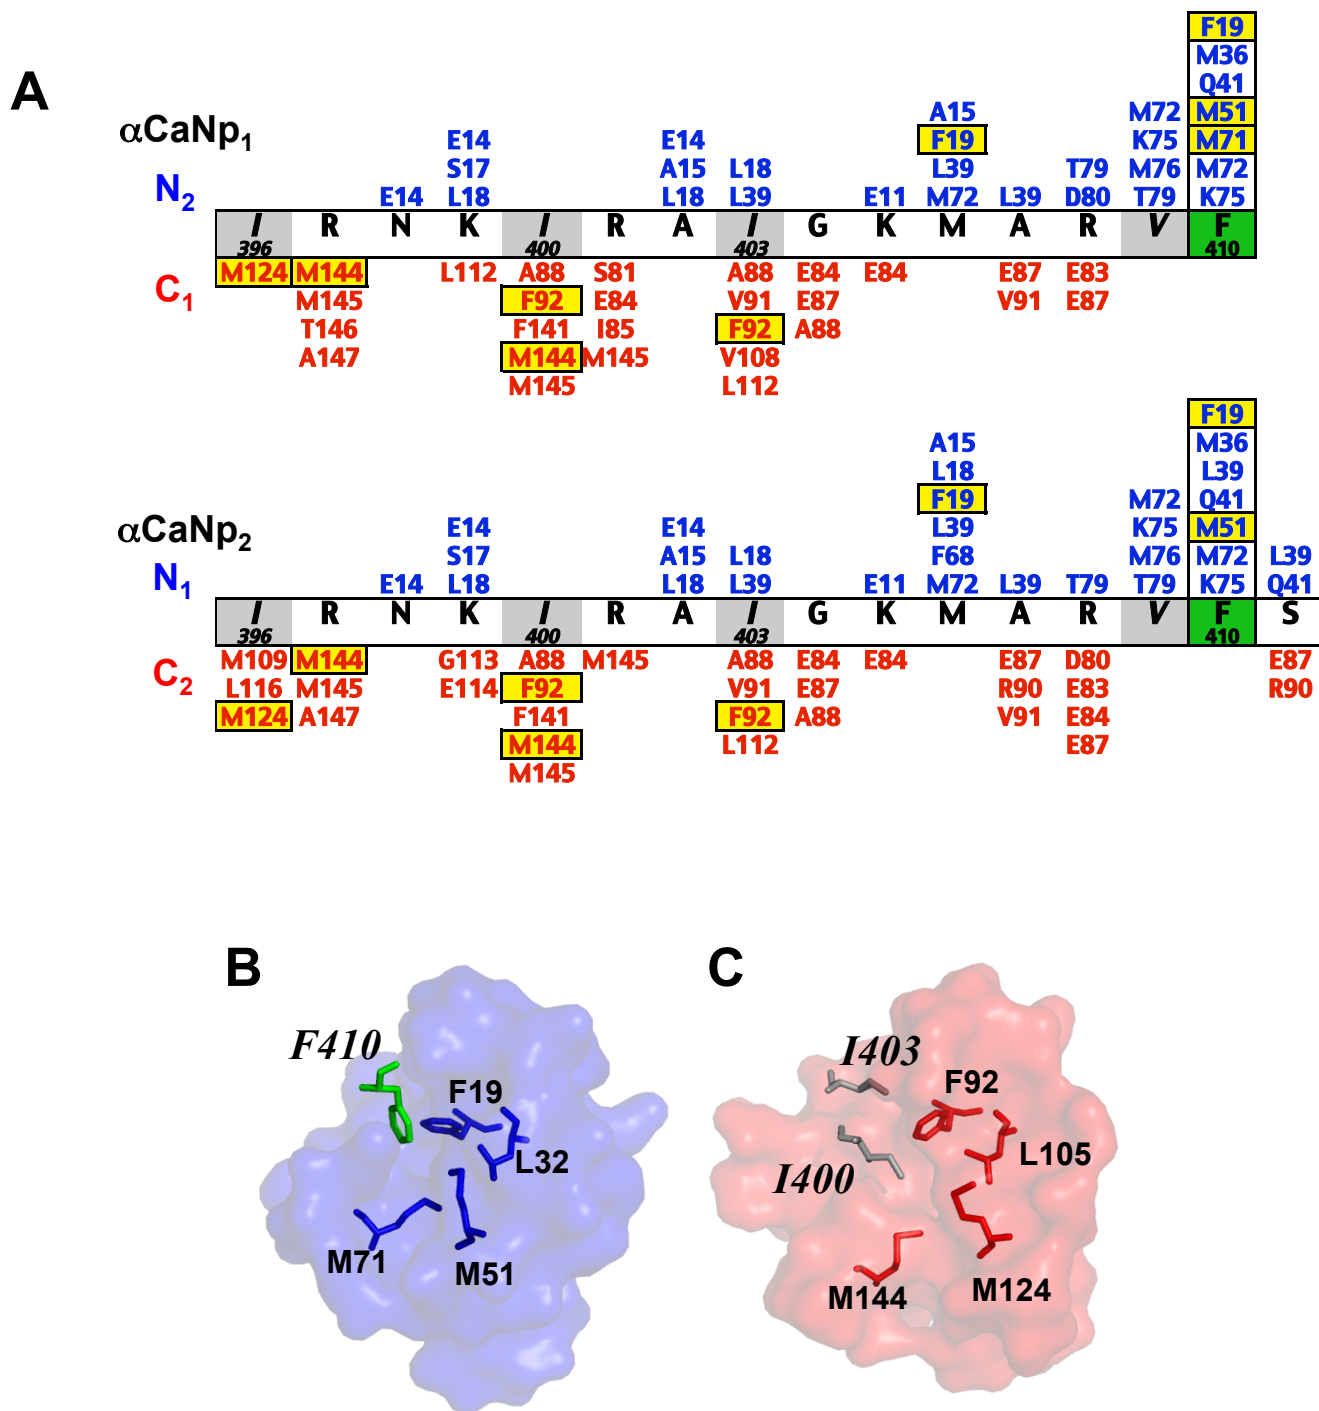 A
F19
M36
Q41
A15 M72 M51
αCaNp1 E14 E14 F19 K75 M71
S17 A15 L18 L39 T79 M76 M72
N2 E14 L18 L18 L39 E11 M72 L39 D80 T79 K75
I R N K I R A I G K M A R V F
396 400 403 410
C1 M124 M144 L112 A88 S81 A88 E84 E84 E87 E83
M145 F92 E84 V91 E87 V91 E87
T146 F141 I85 F92 A88
A147 M144 M145 V108
M145 L112
F19
A15 M36
L18 L39
F19 M72 Q41
αCaNp2 E14 E14 L39 K75 M51
S17 A15 L18 F68 M76 M72 L39
N1 E14 L18 L18 L39 E11 M72 L39 T79 T79 K75 Q41
I R N K I R A I G K M A R V F S
396 400 403 410
C2 M109 M144 G113 A88 M145 A88 E84 E84 E87 D80 E87
L116 M145 E114 F92 V91 E87 R90 E83 R90
M124 A147 F141 F92 A88 V91 E84
M144 L112 E87
M145
B
F410
F19
L32
M71
M51
C
I403
F92
L105
I400
M144
M124